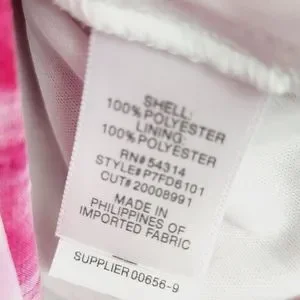 SHELL:
100% POLYESTER
LINING:
100% POLYESTER
RN# 54314
STYLE# P7FD6101
CUT# 20008991
MADE IN
PHILIPPINES OF
IMPORTED FABRIC
SUPPLIER 00656-9